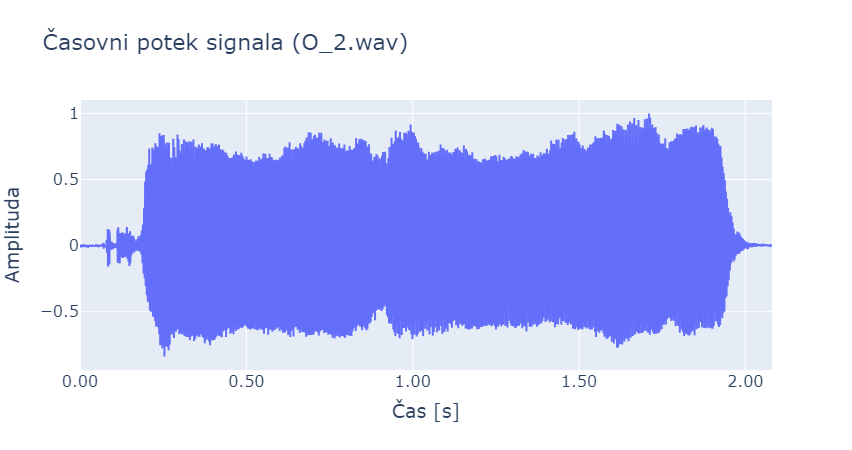 Časovni potek signala (O_2.wav)
1
0.5
0
−0.5
Amplituda
0.00 0.50 1.00 1.50 2.00
Čas [s]